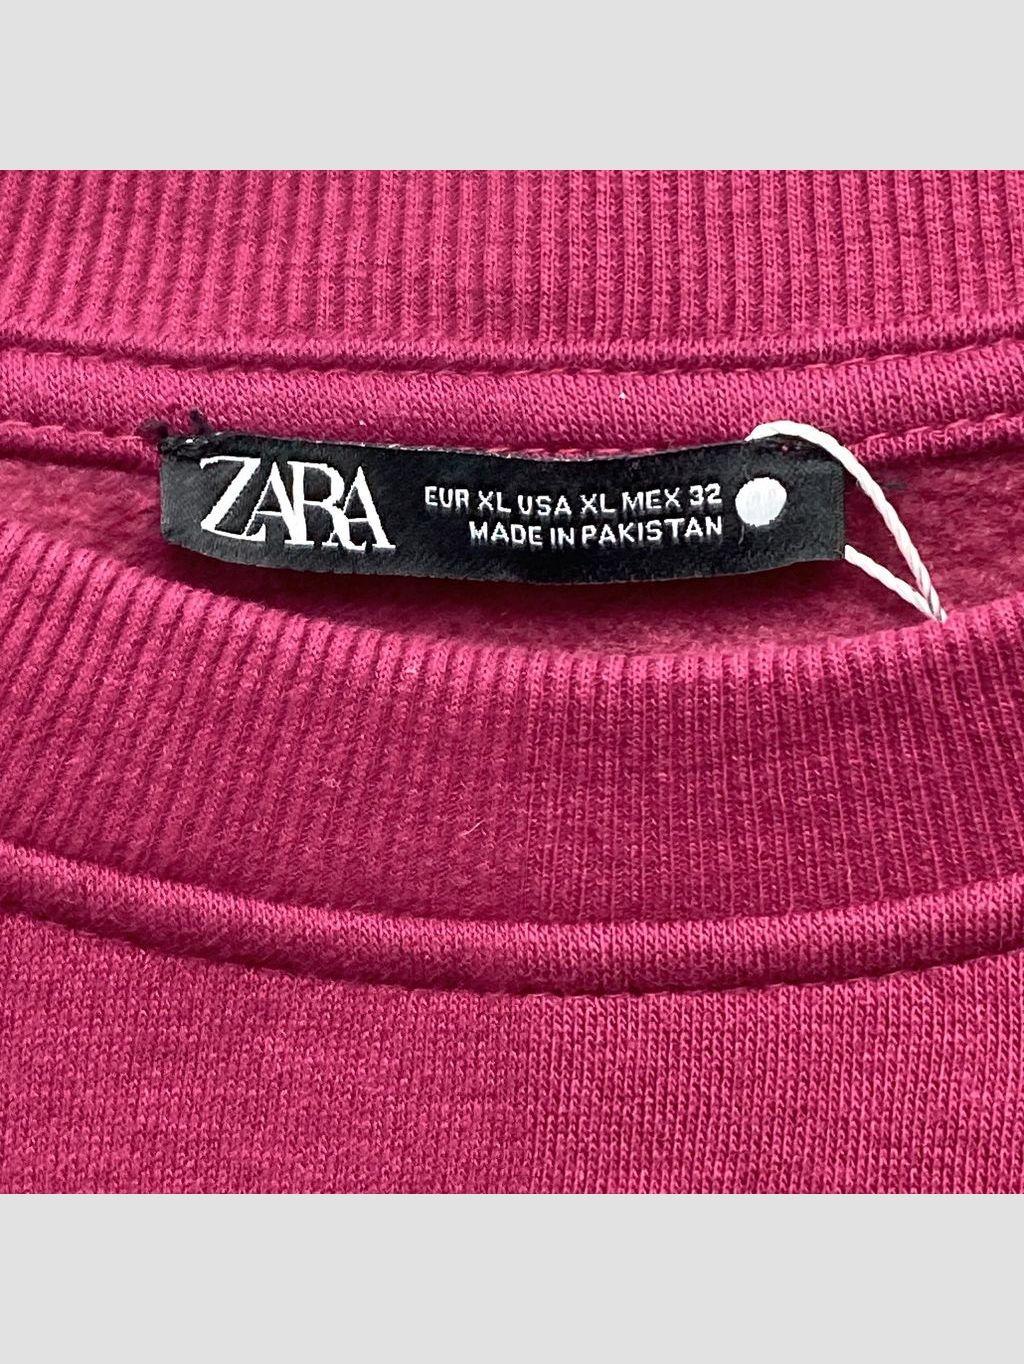 ZARA
EUR XL USA XL MEX 32
MADE IN PAKISTAN